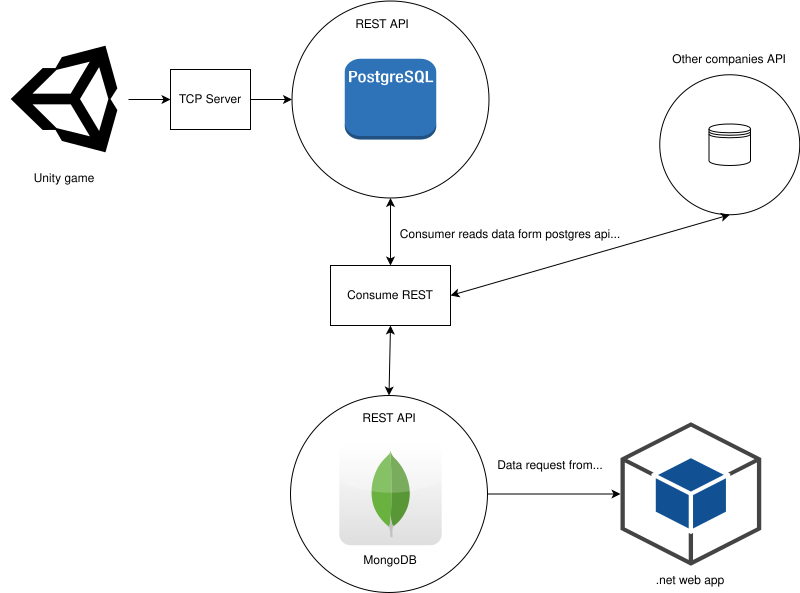 REST API
PostgreSQL
Other companies API
TCP Server
Unity game
Consumer reads data form postgres api...
Consume REST
REST API
Data request from...
MongoDB
.net web app